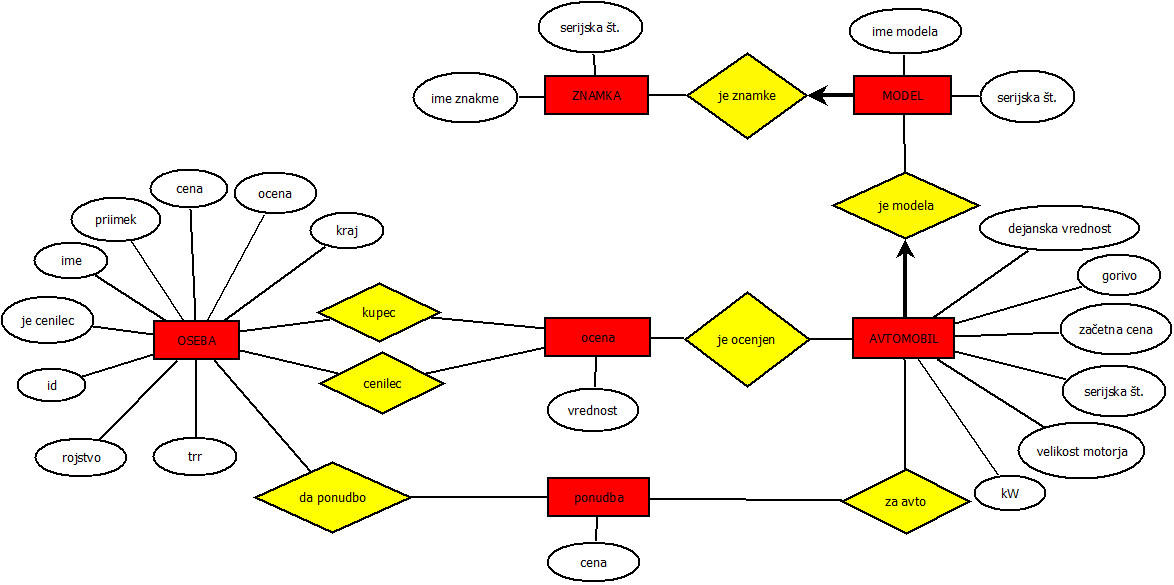 serijska št.
ime modela
ime znakme
ZNAMKA
je znamke
MODEL
serijska št.
cena
ocena
priimek
kraj
je modela
dejanska vrednost
ime
gorivo
je cenilec
kupec
začetna cena
OSEBA
ocena
je ocenjen
AVTOMOBIL
id
cenilec
serijska št.
vrednost
rojstvo
trr
velikost motorja
da ponudbo
ponudba
za avto
kW
cena